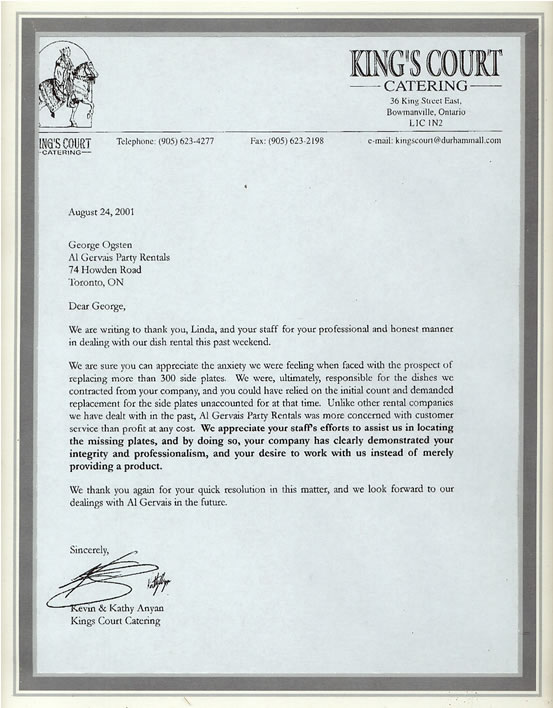 KING'S COURT
CATERING
36 King Street East,
Bowmanville, Ontario
L1C 1N2
ING'S COURT
CATERING
Telephone: (905) 623-4277 Fax: (905) 623-2198 e-mail: kingscourt@durhamnall.com
August 24, 2001
George Ogsten
Al Gervais Party Rentals
74 Howden Road
Toronto, ON
Dear George,
We are writing to thank you, Linda, and your staff for your professional and honest manner
in dealing with our dish rental this past weekend.
We are sure you can appreciate the anxiety we were feeling when faced with the prospect of
replacing more than 300 side plates. We were, ultimately, responsible for the dishes we
contracted from your company, and you could have relied on the initial count and demanded
replacement for the side plates unaccounted for at that time. Unlike other rental companies
we have dealt with in the past, Al Gervais Party Rentals was more concerned with customer
service than profit at any cost. We appreciate your staff's efforts to assist us in locating
the missing plates, and by doing so, your company has clearly demonstrated your
integrity and professionalism, and your desire to work with us instead of merely
providing a product.
We thank you again for your quick resolution in this matter, and we look forward to our
dealings with Al Gervais in the future.
Sincerely,
Kevin & Kathy Anyan
Kings Court Catering